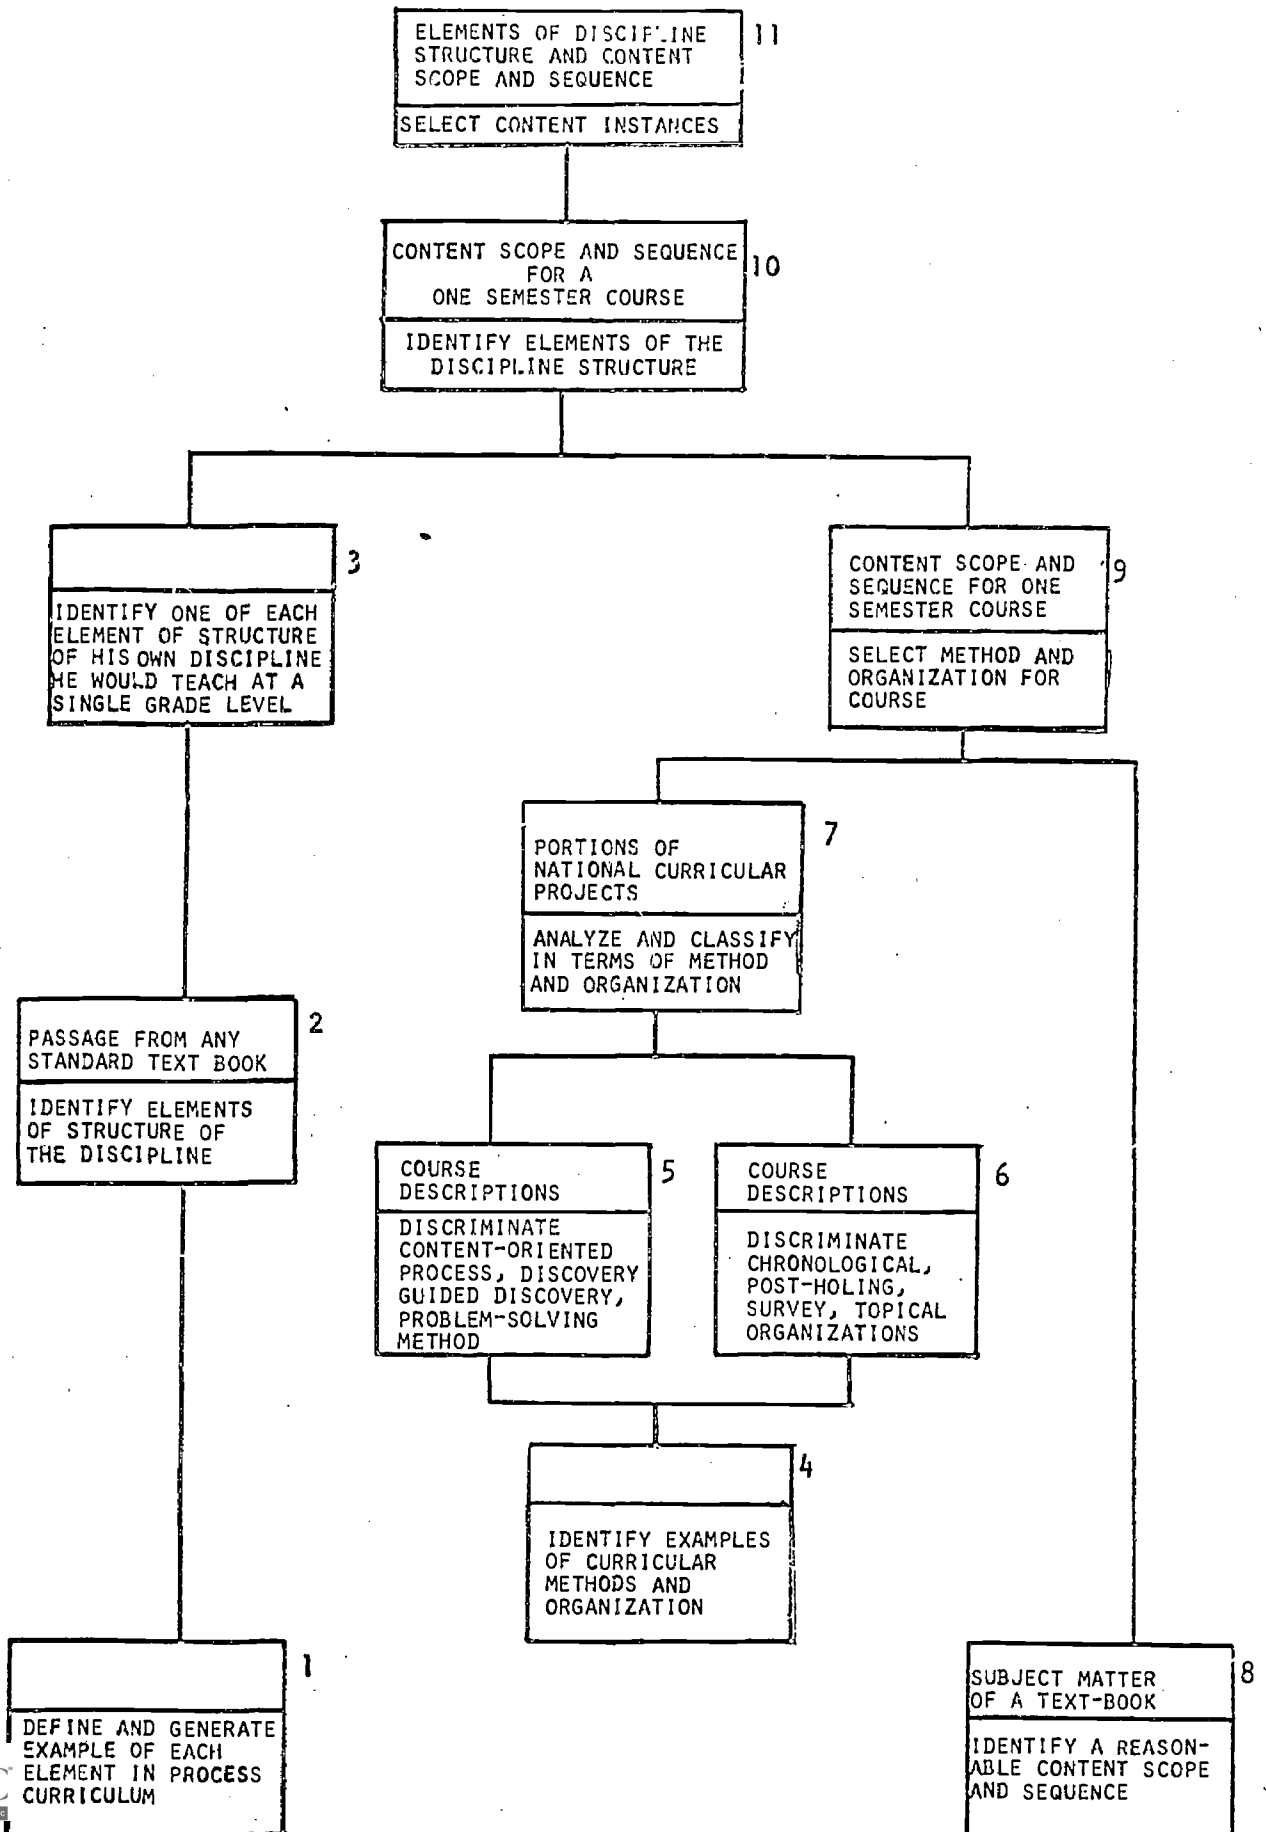 ELEMENTS OF DISCIPLINE
STRUCTURE AND CONTENT
SCOPE AND SEQUENCE
SELECT CONTENT INSTANCES
11
CONTENT SCOPE AND SEQUENCE
FOR A
ONE SEMESTER COURSE
IDENTIFY ELEMENTS OF THE
DISCIPLINE STRUCTURE
10
3
IDENTIFY ONE OF EACH
ELEMENT OF STRUCTURE
OF HIS OWN DISCIPLINE
HE WOULD TEACH AT A
SINGLE GRADE LEVEL
CONTENT SCOPE AND
SEQUENCE FOR ONE
SEMESTER COURSE
SELECT METHOD AND
ORGANIZATION FOR
COURSE
9
PORTIONS OF
NATIONAL CURRICULAR
PROJECTS
ANALYZE AND CLASSIFY
IN TERMS OF METHOD
AND ORGANIZATION
7
PASSAGE FROM ANY
STANDARD TEXT BOOK
IDENTIFY ELEMENTS
OF STRUCTURE OF
THE DISCIPLINE
2
COURSE
DESCRIPTIONS
DISCRIMINATE
CONTENT-ORIENTED
PROCESS, DISCOVERY
GUIDED DISCOVERY,
PROBLEM-SOLVING
METHOD
5
COURSE
DESCRIPTIONS
DISCRIMINATE
CHRONOLOGICAL,
POST-HOLING,
SURVEY, TOPICAL
ORGANIZATIONS
6
4
IDENTIFY EXAMPLES
OF CURRICULAR
METHODS AND
ORGANIZATION
1
DEFINE AND GENERATE
EXAMPLE OF EACH
ELEMENT IN PROCESS
CURRICULUM
SUBJECT MATTER
OF A TEXT-BOOK
IDENTIFY A REASON-
ABLE CONTENT SCOPE
AND SEQUENCE
8